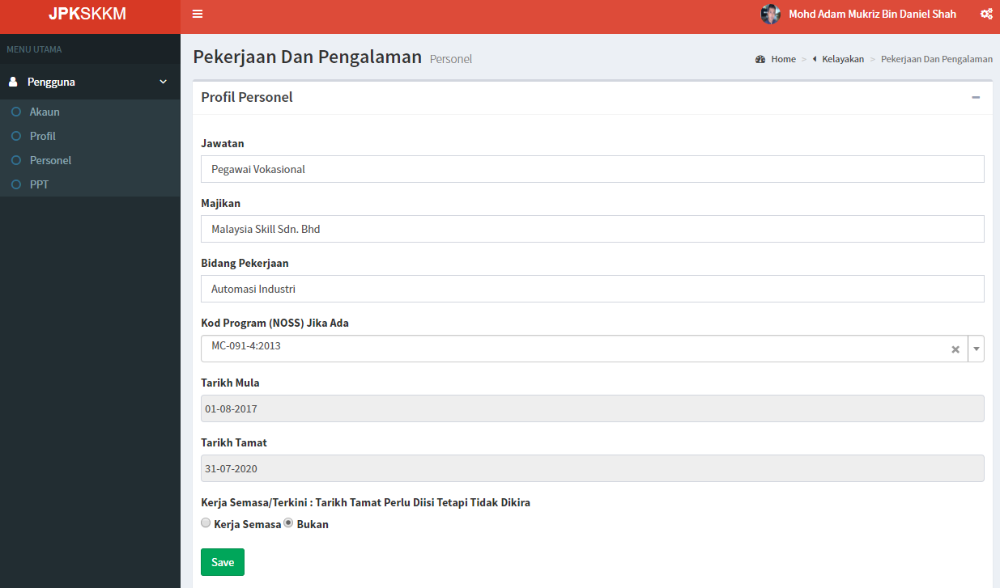 JPKSKKM
Mohd Adam Mukriz Bin Daniel Shah
MENU UTAMA
Pengguna
Akaun
Profil
Personel
PPT
Pekerjaan Dan Pengalaman Personel
Home > Kelayakan > Pekerjaan Dan Pengalaman
Profil Personel
Jawatan
Pegawai Vokasional
Majikan
Malaysia Skill Sdn. Bhd
Bidang Pekerjaan
Automasi Industri
Kod Program (NOSS) Jika Ada
MC-091-4:2013
Tarikh Mula
01-08-2017
Tarikh Tamat
31-07-2020
Kerja Semasa/Terkini : Tarikh Tamat Perlu Diisi Tetapi Tidak Dikira
Kerja Semasa Bukan
Save